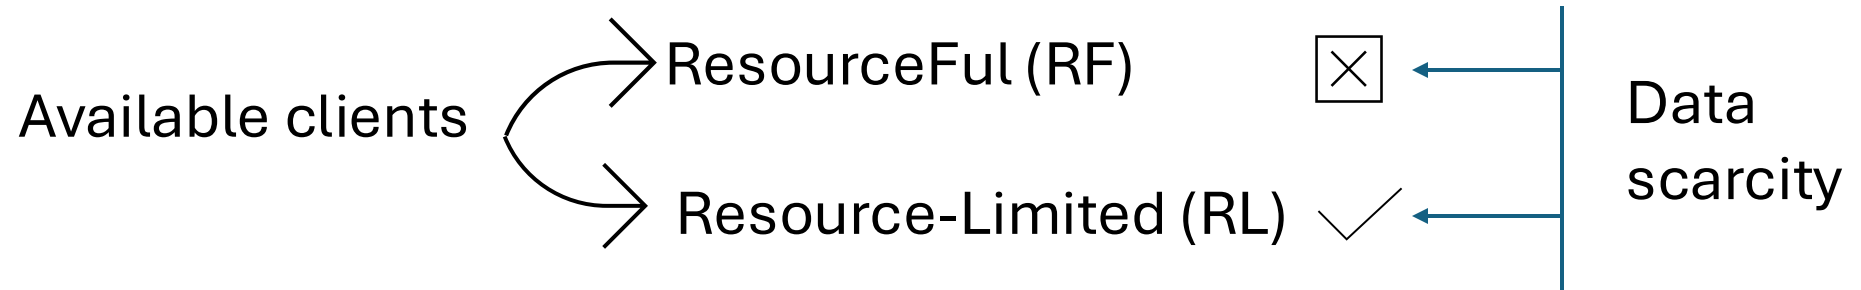 Available clients
ResourceFul (RF)
Resource-Limited (RL)
Data
scarcity